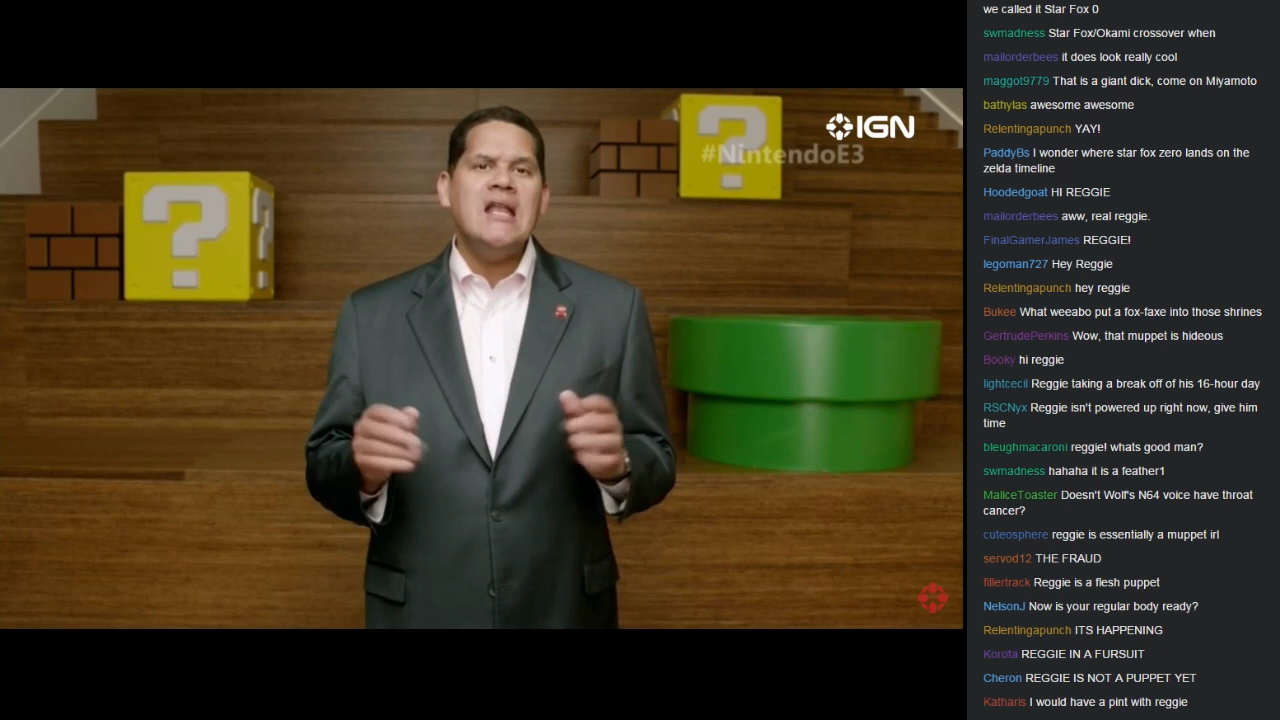 ?
IGN
#NintendoE3
?
we called it Star Fox 0
swmadness Star Fox/Okami crossover when
mailorderbees it does look really cool
maggot9779 That is a giant dick, come on Miyamoto
bathylas awesome awesome
Relentingapunch YAY!
PaddyBs I wonder where star fox zero lands on the
zelda timeline
Hoodedgoat HI REGGIE
mailorderbees aww, real reggie.
FinalGamerJames REGGIE!
legoman727 Hey Reggie
Relentingapunch hey reggie
Bukee What weeabo put a fox-faxe into those shrines
GertrudePerkins Wow, that muppet is hideous
Booky hi reggie
lightcecil Reggie taking a break off of his 16-hour day
RSCNyx Reggie isn't powered up right now, give him
time
bleughmacaroni reggie! whats good man?
swmadness hahaha it is a feather1
MaliceToaster Doesn't Wolf's N64 voice have throat
cancer?
cuteosphere reggie is essentially a muppet irl
servod12 THE FRAUD
fillertrack Reggie is a flesh puppet
NelsonJ Now is your regular body ready?
Relentingapunch ITS HAPPENING
Korota REGGIE IN A FURSUIT
Cheron REGGIE IS NOT A PUPPET YET
Katharis I would have a pint with reggie